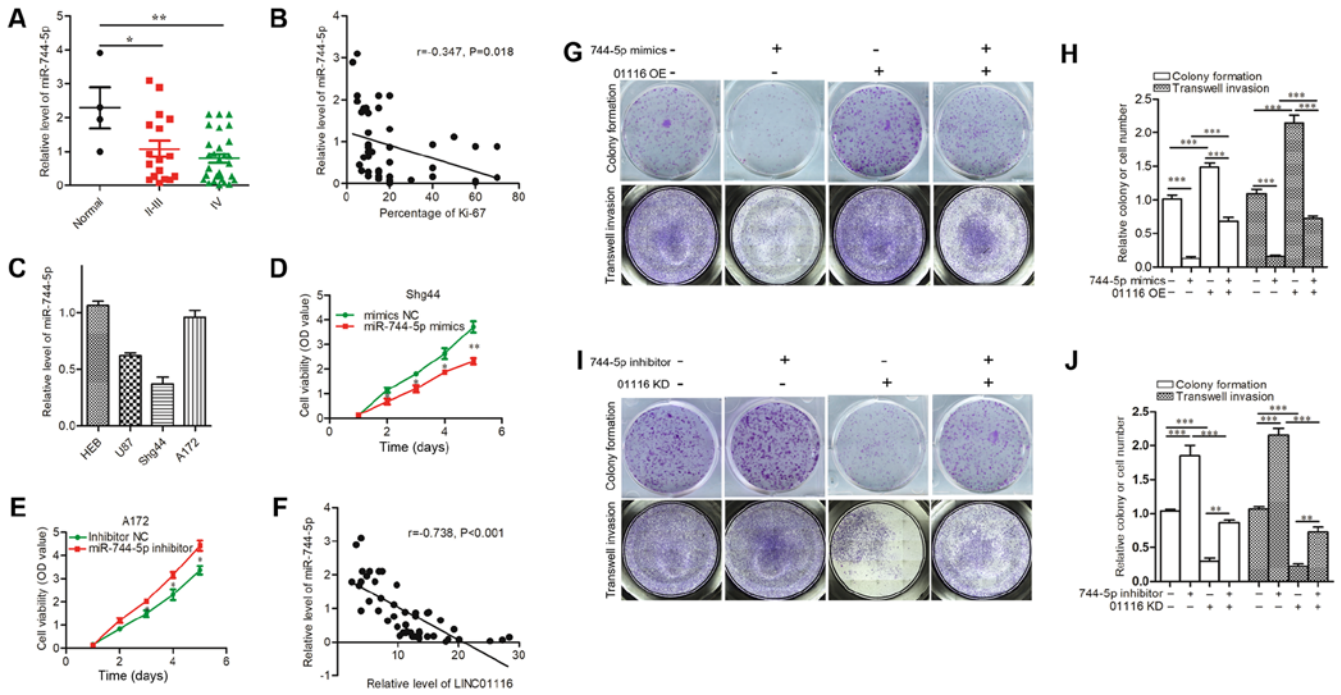 A
Relative level of miR-744-5p
5
4
3
2
1
0
**
*
Normal
II-III
IV
B
Relative level of miR-744-5p
4
3
2
1
0
r=-0.347, P=0.018
0 20 40 60 80
Percentage of Ki-67
C
Relative level of miR-744-5p
1.0
0.5
0.0
HEB
U87
Shg44
A172
D
Shg44
mimics NC
miR-744-5p mimics
Cell viability (OD value)
5
4
3
2
1
0
* * **
0 2 4 6
Time (days)
E
A172
Inhibitor NC
miR-744-5p inhibitor
Cell viability (OD value)
5
4
3
2
1
0
* * *
0 2 4 6
Time (days)
F
Relative level of miR-744-5p
4
3
2
1
0
-1
r=-0.738, P<0.001
10 20 30
Relative level of LINC01116
G
744-5p mimics - + - +
01116 OE - - + +
Colony formation
Transwell invasion
H
Colony formation
Transwell invasion
Relative colony or cell number
2.5
2.0
1.5
1.0
0.5
0.0
*** *** *** *** *** *** *** ***
744-5p mimics - + - + - + - +
01116 OE - - + + - - + +
I
744-5p inhibitor - + - +
01116 KD - - + +
Colony formation
Transwell invasion
J
Colony formation
Transwell invasion
Relative colony or cell number
2.5
2.0
1.5
1.0
0.5
0.0
*** *** *** ** *** *** *** **
744-5p inhibitor - + - + - + - +
01116 KD - - + + - - + +